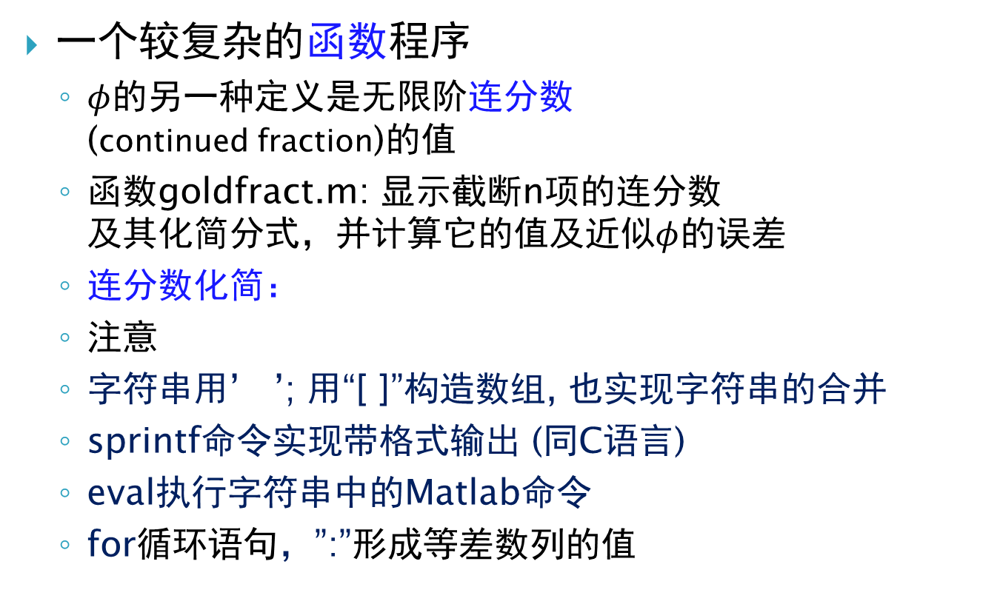 一个较复杂的函数程序
ϕ的另一种定义是无限阶连分数
(continued fraction)的值
函数goldfract.m: 显示截断n项的连分数
及其化简分式，并计算它的值及近似ϕ的误差
连分数化简：
注意
字符串用’ ’; 用“[ ]”构造数组, 也实现字符串的合并
sprintf命令实现带格式输出 (同C语言)
eval执行字符串中的Matlab命令
for循环语句，”:”形成等差数列的值